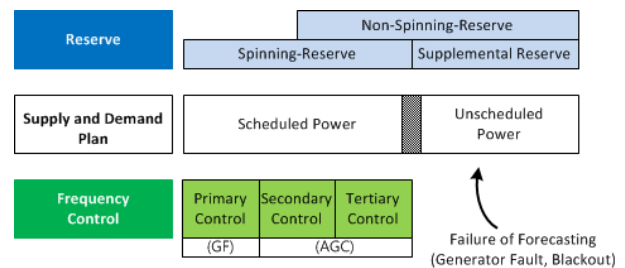 Reserve
Non-Spinning-Reserve
Spinning-Reserve
Supplemental Reserve
Supply and Demand
Plan
Scheduled Power
Unscheduled
Power
Frequency
Control
Primary
Control
Secondary
Control
Tertiary
Control
(GF)
(AGC)
Failure of Forecasting
(Generator Fault, Blackout)